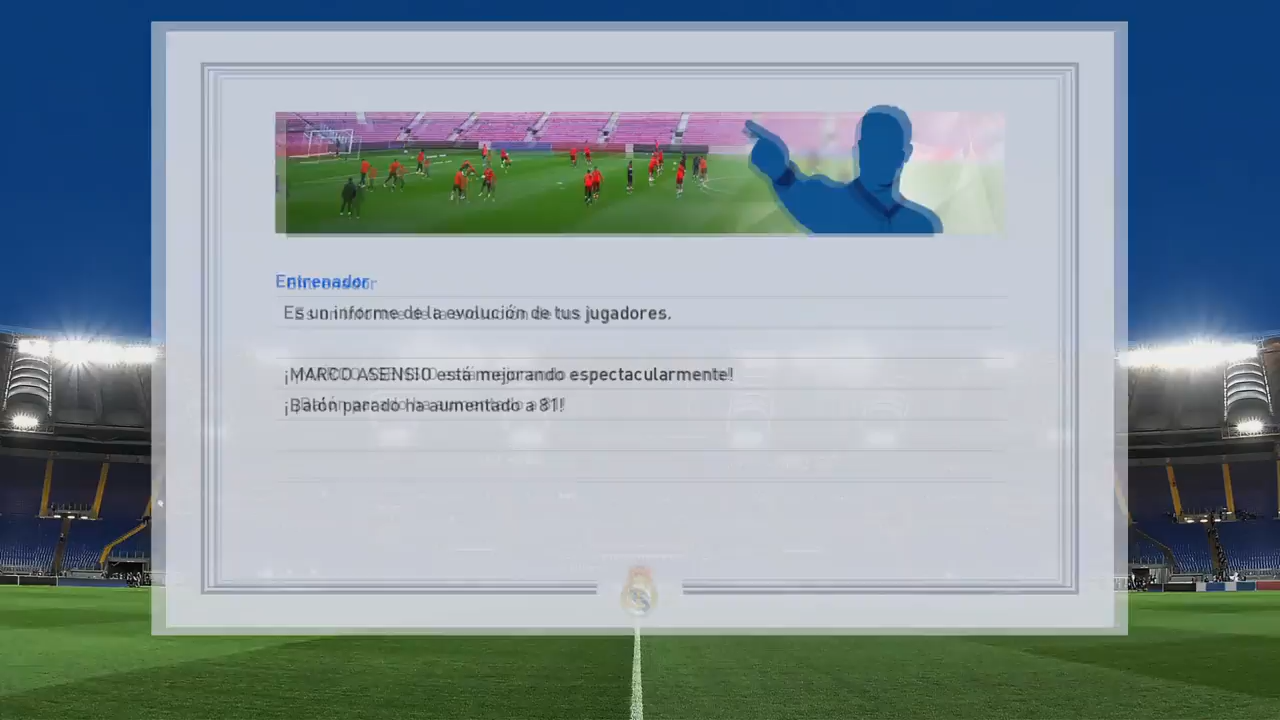 Entrenador
Es un informe de la evolución de tus jugadores.
¡MARCO ASENSIO está mejorando espectacularmente!
¡Balón parado ha aumentado a 81!